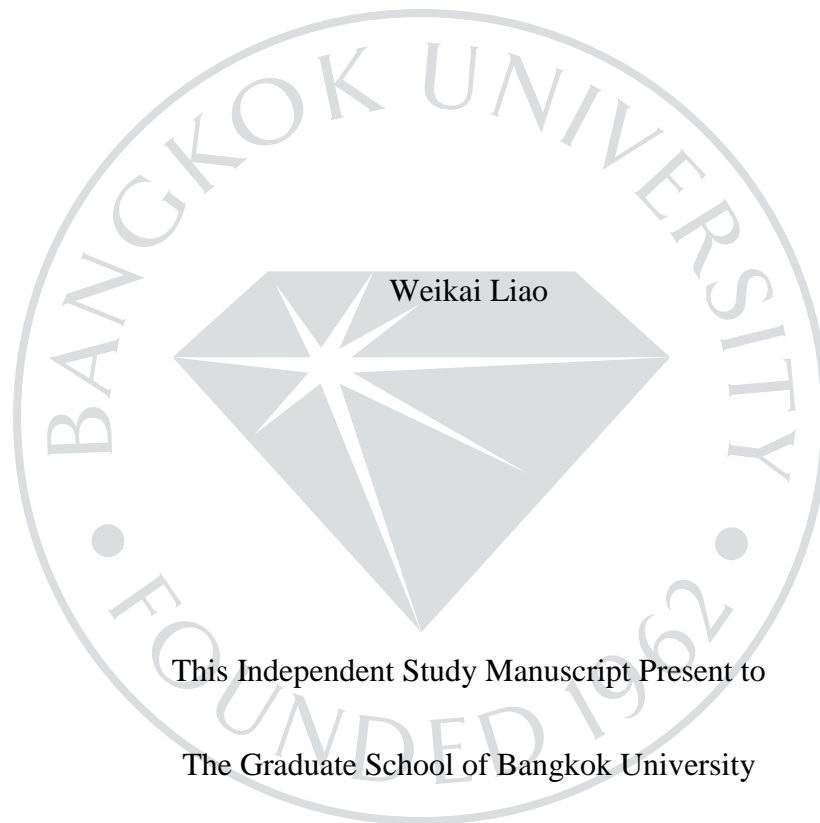 BANGKOK UNIVERSITY
Weikai Liao
This Independent Study Manuscript Present to
The Graduate School of Bangkok University
• FOUNDED 1962 •